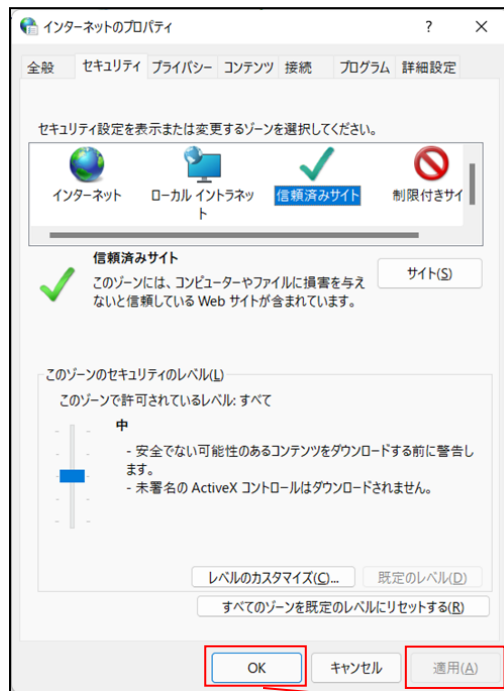 インターネットのプロパティ
?
×
全般 セキュリティ プライバシー コンテンツ 接続 プログラム 詳細設定
セキュリティ設定を表示または変更するゾーンを選択してください。
インターネット
ローカル イントラネッ
ト
信頼済みサイト
制限付きサイ
信頼済みサイト
このゾーンには、コンピューターやファイルに損害を与え
ないと信頼している Web サイトが含まれています。
サイト(S)
このゾーンのセキュリティのレベル(L)
このゾーンで許可されているレベル: すべて
中
- 安全でない可能性のあるコンテンツをダウンロードする前に警告し
ます。
- 未署名の ActiveX コントロールはダウンロードされません。
レベルのカスタマイズ(C)... 既定のレベル(D)
すべてのゾーンを既定のレベルにリセットする(R)
OK キャンセル 適用(A)